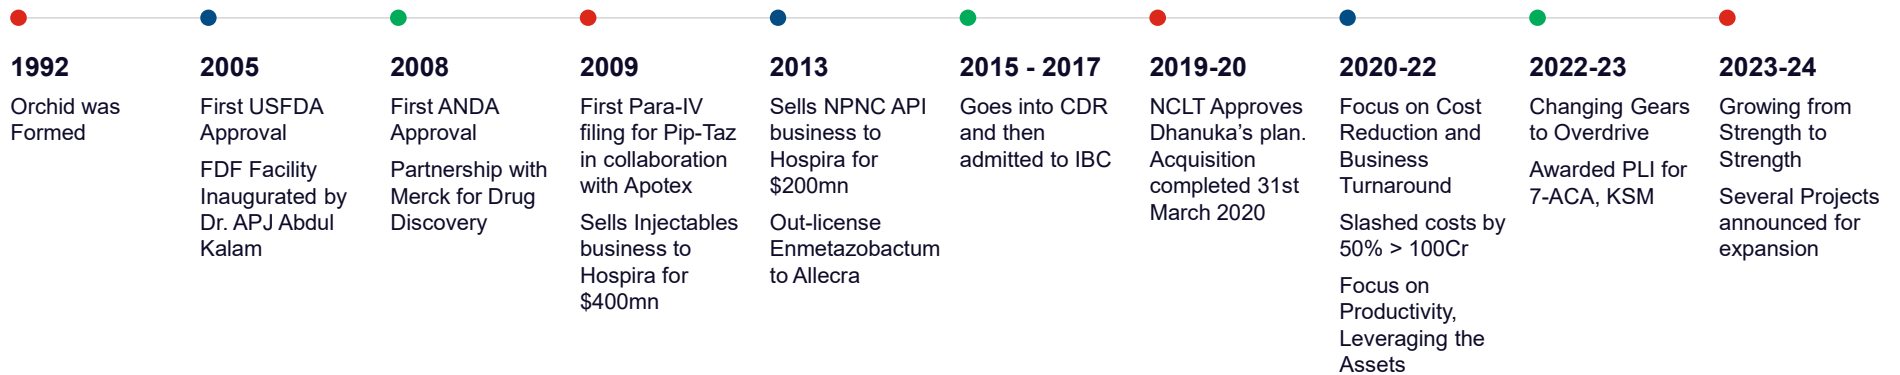 1992
Orchid was
Formed
2005
First USFDA
Approval
FDF Facility
Inaugurated by
Dr. APJ Abdul
Kalam
2008
First ANDA
Approval
Partnership with
Merck for Drug
Discovery
2009
First Para-IV
filing for Pip-Taz
in collaboration
with Apotex
Sells Injectables
business to
Hospira for
$400mn
2013
Sells NPNC API
business to
Hospira for
$200mn
Out-license
Enmetazobactum
to Allecra
2015 - 2017
Goes into CDR
and then
admitted to IBC
2019-20
NCLT Approves
Dhanuka’s plan.
Acquisition
completed 31st
March 2020
2020-22
Focus on Cost
Reduction and
Business
Turnaround
Slashed costs by
50% > 100Cr
Focus on
Productivity,
Leveraging the
Assets
2022-23
Changing Gears
to Overdrive
Awarded PLI for
7-ACA, KSM
2023-24
Growing from
Strength to
Strength
Several Projects
announced for
expansion